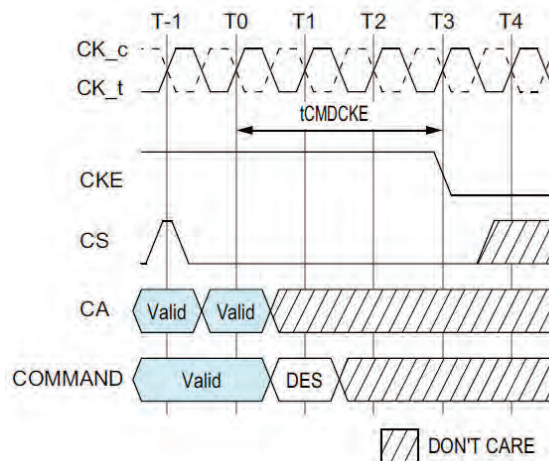 T-1 T0 T1 T2 T3 T4
CK_c
CK_t
tCMDCKE
CKE
CS
CA Valid Valid
COMMAND Valid DES
DON'T CARE